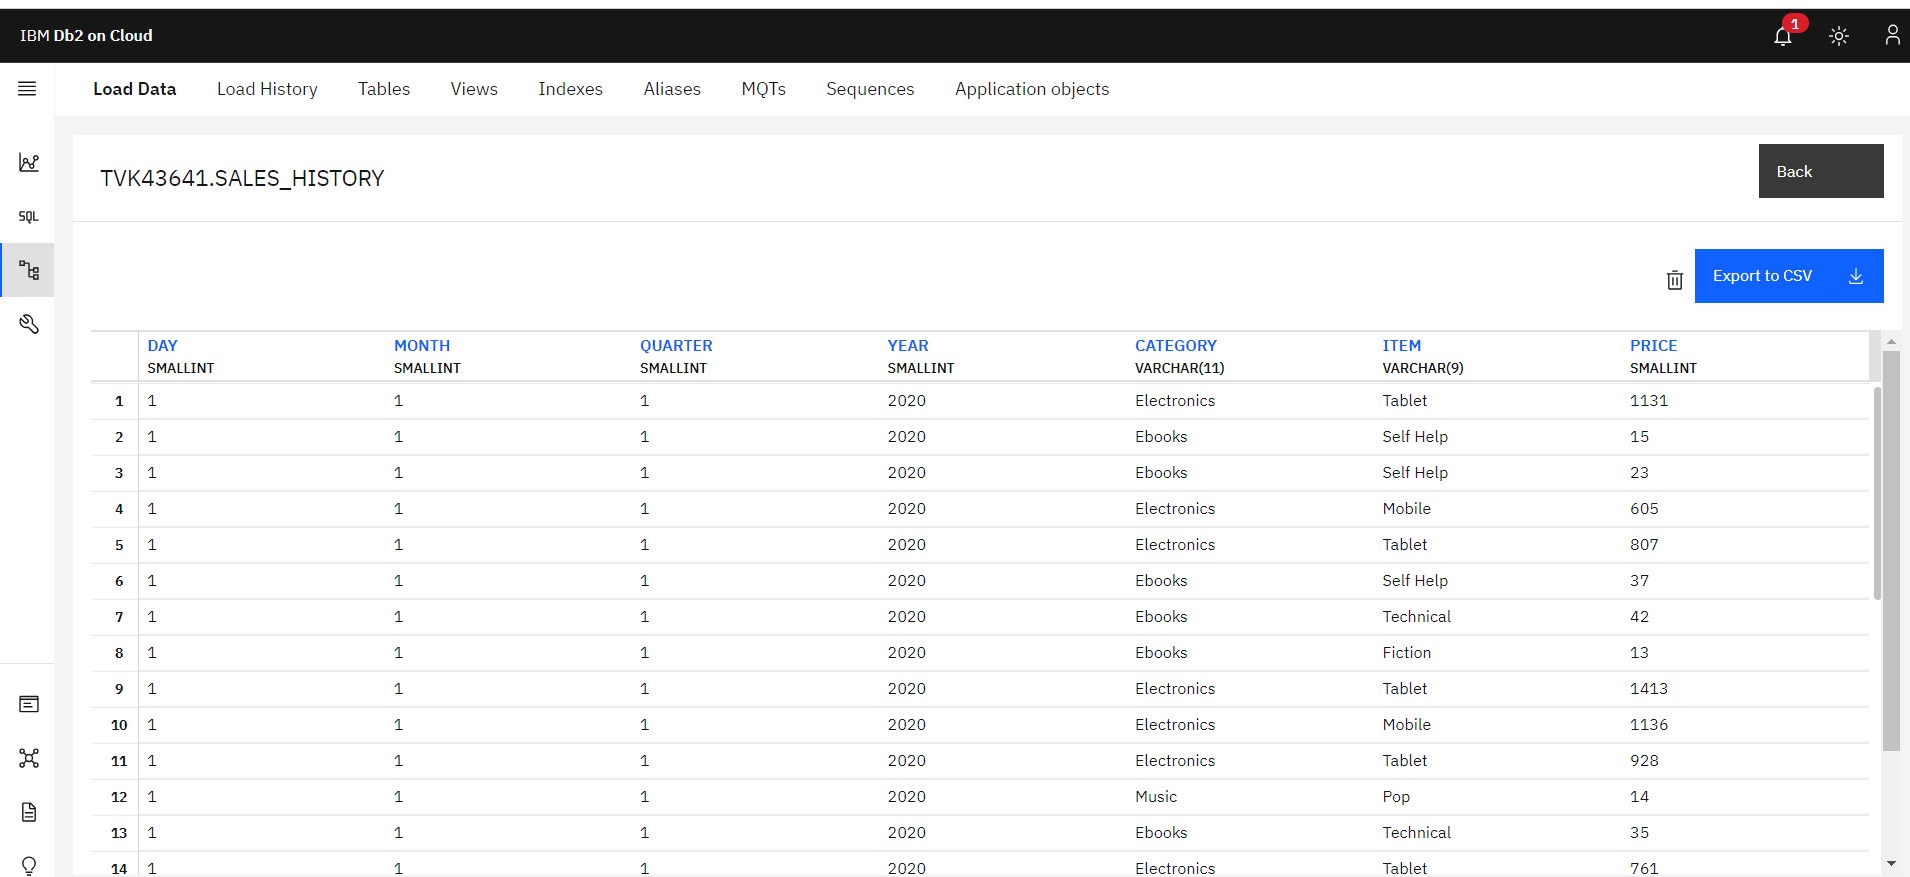 IBM Db2 on Cloud
1
Load Data Load History Tables Views Indexes Aliases MQTs Sequences Application objects
TVK43641.SALES_HISTORY
Back
SQL
Export to CSV
DAY MONTH QUARTER YEAR CATEGORY ITEM PRICE
SMALLINT SMALLINT SMALLINT SMALLINT VARCHAR(11) VARCHAR(9) SMALLINT
1 1 1 1 2020 Electronics Tablet 1131
2 1 1 1 2020 Ebooks Self Help 15
3 1 1 1 2020 Ebooks Self Help 23
4 1 1 1 2020 Electronics Mobile 605
5 1 1 1 2020 Electronics Tablet 807
6 1 1 1 2020 Ebooks Self Help 37
7 1 1 1 2020 Ebooks Technical 42
8 1 1 1 2020 Ebooks Fiction 13
9 1 1 1 2020 Electronics Tablet 1413
10 1 1 1 2020 Electronics Mobile 1136
11 1 1 1 2020 Electronics Tablet 928
12 1 1 1 2020 Music Pop 14
13 1 1 1 2020 Ebooks Technical 35
14 1 1 1 2020 Electronics Tablet 761